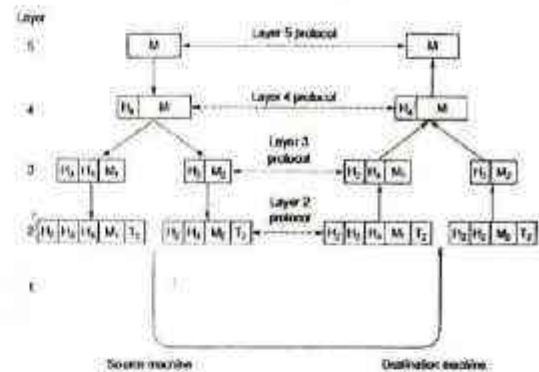 Layer
5 M Layer 5 protocol M
4 H₄ M Layer 4 protocol H₄ M
Layer 3
protocol
3 H₃ H₄ M₁ H₃ M₂ H₃ H₄ M₁ H₃ M₂
Layer 2
protocol
2 H₂ H₃ H₄ M₁ T₂ H₂ H₃ M₂ T₂ H₂ H₃ H₄ M₁ T₂ H₂ H₃ M₂ T₂
1
Source machine Destination machine